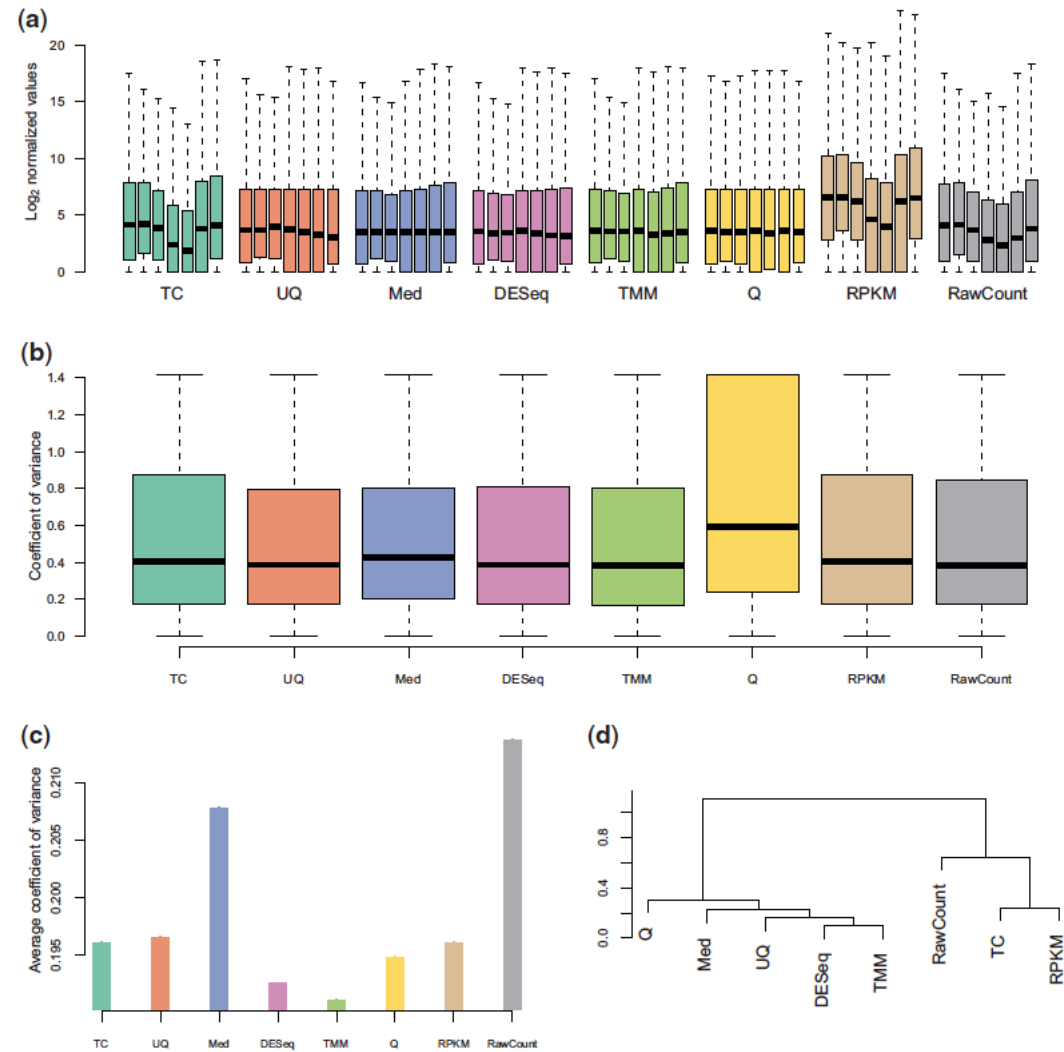 (a)
Log2 normalized values
20
15
10
5
0
TC UQ Med DESeq TMM Q RPKM RawCount
(b)
Coefficient of variance
1.4
1.2
1.0
0.8
0.6
0.4
0.2
0.0
TC UQ Med DESeq TMM Q RPKM RawCount
(c)
Average coefficient of variance
0.210
0.205
0.200
0.195
TC UQ Med DESeq TMM Q RPKM RawCount
(d)
0.8
0.4
0.0
Q
Med
UQ
DESeq
TMM
RawCount
TC
RPKM